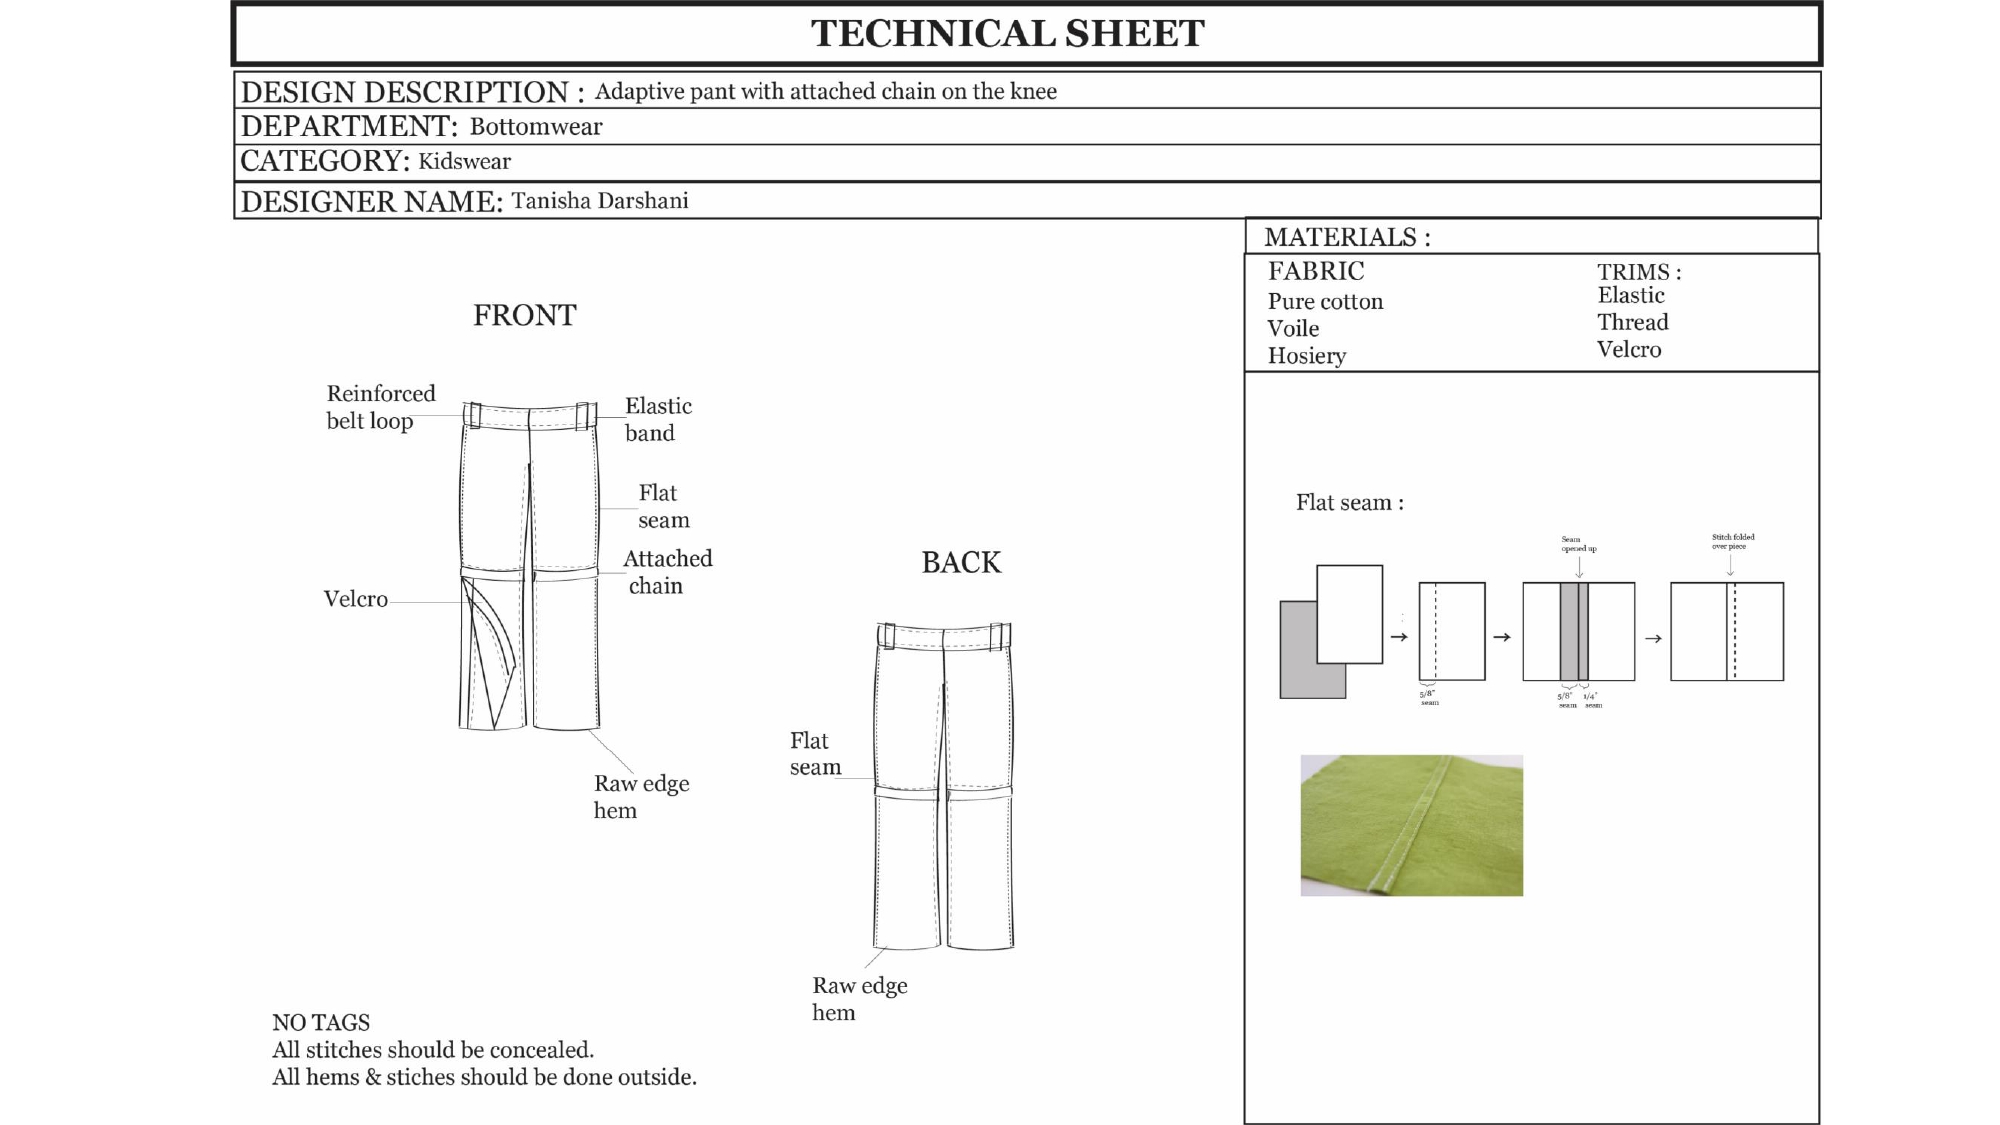 TECHNICAL SHEET
DESIGN DESCRIPTION : Adaptive pant with attached chain on the knee
DEPARTMENT: Bottomwear
CATEGORY: Kidswear
DESIGNER NAME: Tanisha Darshani
MATERIALS :
FABRIC
Pure cotton
Voile
Hosiery
TRIMS :
Elastic
Thread
Velcro
FRONT
Reinforced
belt loop
Elastic
band
Flat
seam
Attached
chain
Velcro
Raw edge
hem
BACK
Flat
seam
Raw edge
hem
NO TAGS
All stitches should be concealed.
All hems & stiches should be done outside.
Flat seam :
Seam
opened up
Stitch folded
over piece
5/8"
seam
5/8"
seam
1/4"
seam